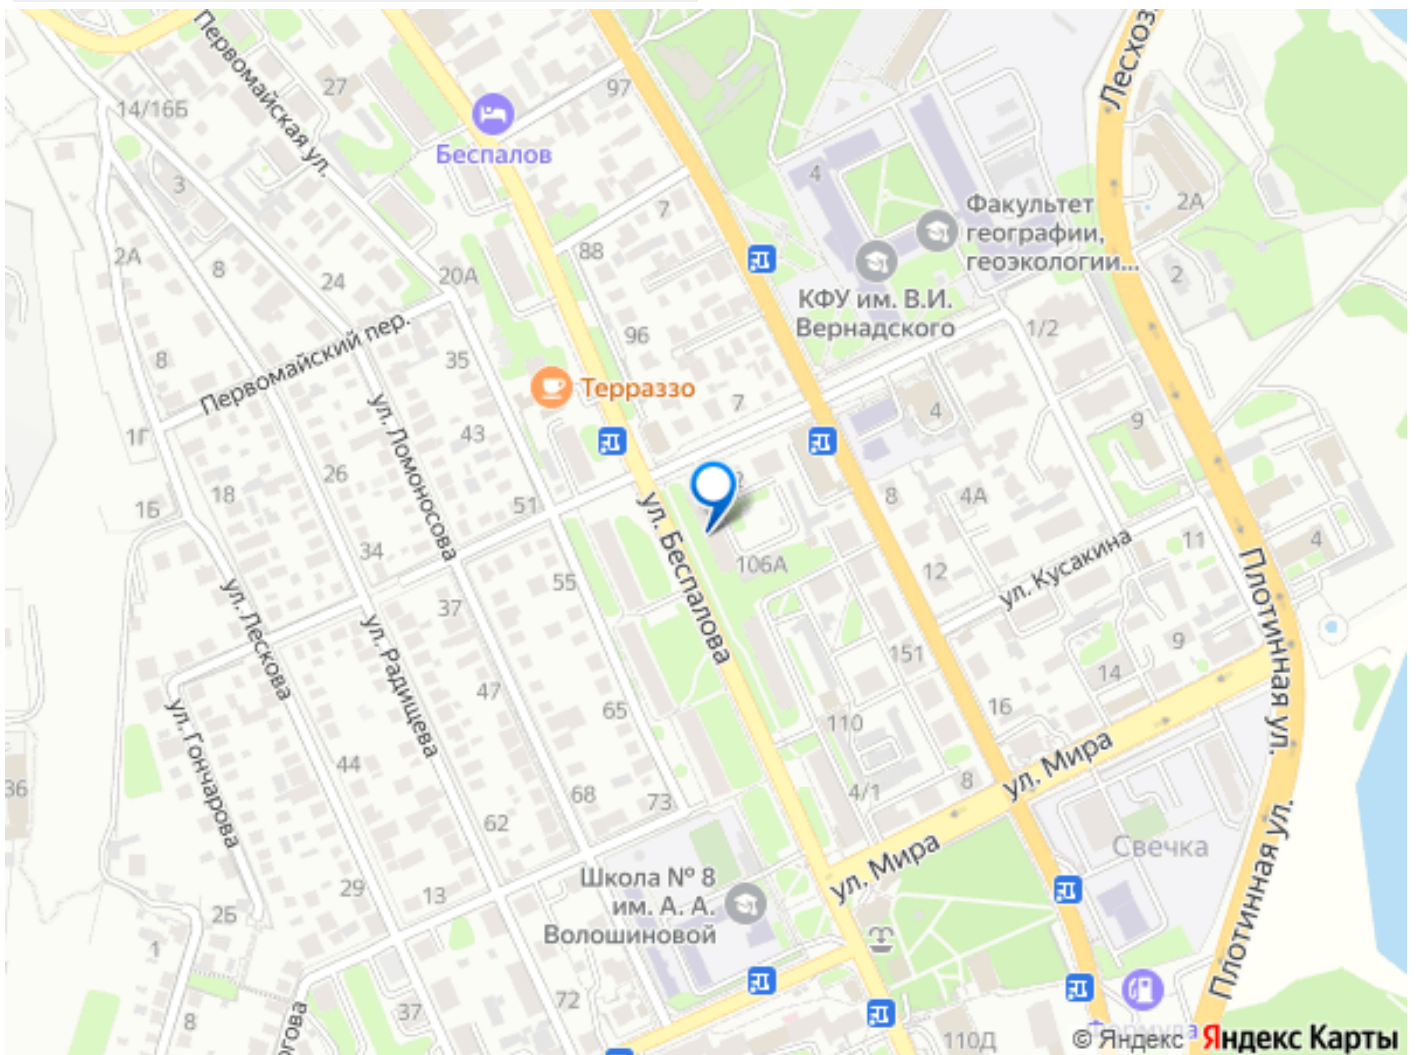 Первомайская ул.
27
97
Лесхоз
14/16Б
Беспалов
3
4
7
2А
Факультет
географии,
геоэкологии...
2А
8
24
20А
88
КФУ им. В.И.
Вернадского
2
1/2
96
8
Первомайский пер.
35
Терраззо
7
4
9
1Г
ул. Ломоносова
43
26
18
1Б
51
ул. Беспалова
8
4А
34
106А
12
ул. Кусакина
11
4
Плотинная ул.
55
37
ул. Лескова
ул. Радищева
151
9
14
47
65
16
110
ул. Гончарова
44
36
68
73
4/1
8
ул. Мира
62
ул. Мира
Свечка
29
13
Школа № 8
им. А. А.
Волошиновой
Плотинная ул.
2Б
1
72
37
8
огова
110Д
© Яндекс Яндекс Карты